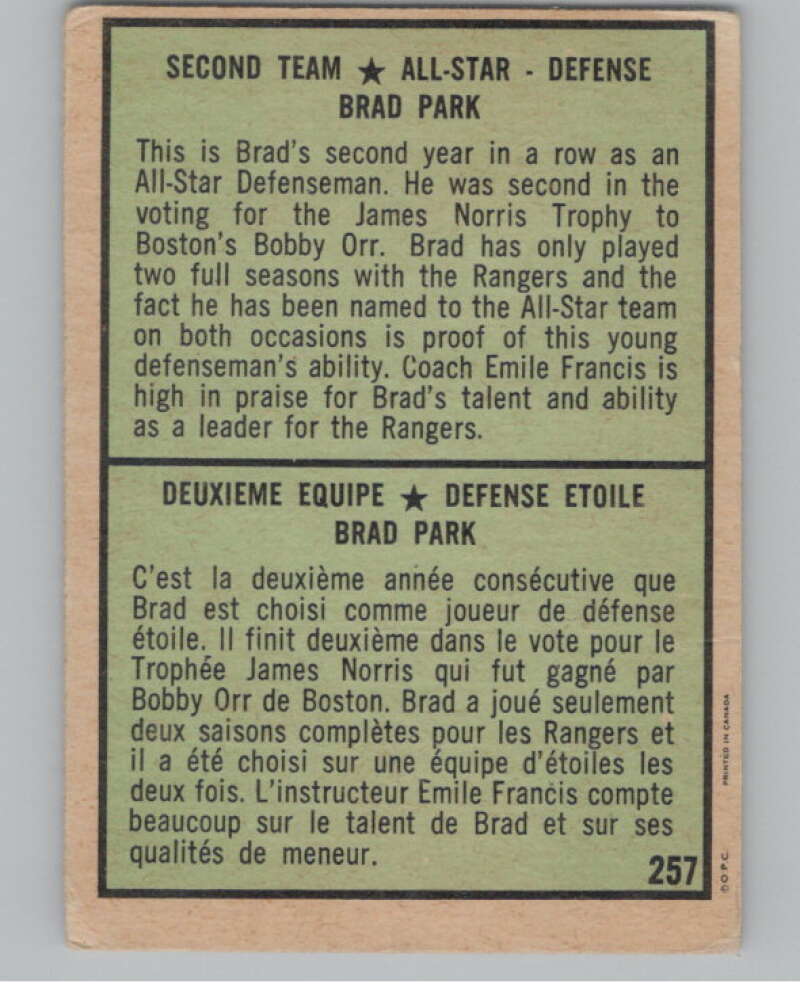 SECOND TEAM ★ ALL-STAR - DEFENSE
BRAD PARK
This is Brad's second year in a row as an
All-Star Defenseman. He was second in the
voting for the James Norris Trophy to
Boston's Bobby Orr. Brad has only played
two full seasons with the Rangers and the
fact he has been named to the All-Star team
on both occasions is proof of this young
defenseman's ability. Coach Emile Francis is
high in praise for Brad's talent and ability
as a leader for the Rangers.
DEUXIEME EQUIPE ★ DEFENSE ETOILE
BRAD PARK
C'est la deuxième année consécutive que
Brad est choisi comme joueur de défense
étoile. Il finit deuxième dans le vote pour le
Trophée James Norris qui fut gagné par
Bobby Orr de Boston. Brad a joué seulement
deux saisons complètes pour les Rangers et
il a été choisi sur une équipe d'étoiles les
deux fois. L'instructeur Emile Francis compte
beaucoup sur le talent de Brad et sur ses
qualités de meneur.
257
© O.P.C.
PRINTED IN CANADA